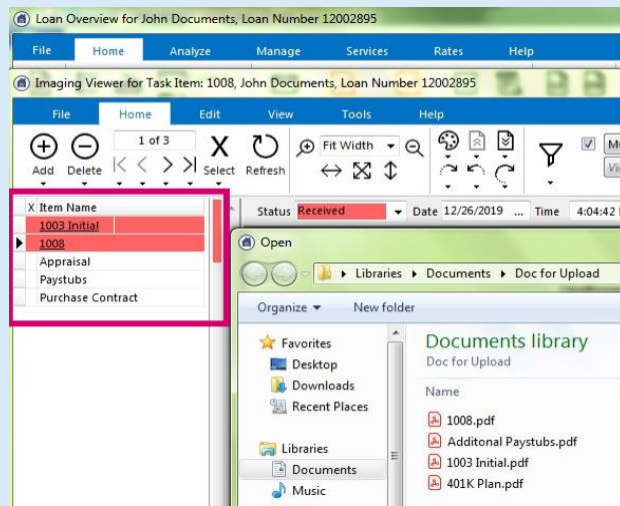 Loan Overview for John Documents, Loan Number 12002895
File Home Analyze Manage Services Rates Help
Imaging Viewer for Task Item: 1008, John Documents, Loan Number 12002895
File Home Edit View Tools Help
1 of 3 Fit Width
Add Delete Select Refresh
X Item Name
1003 Initial
1008
Appraisal
Paystubs
Purchase Contract
Status Received Date 12/26/2019 ... Time 4:04:42
Open
Libraries Documents Doc for Upload
Organize New folder
Favorites
Desktop
Downloads
Recent Places
Libraries
Documents
Music
Documents library
Doc for Upload
Name
1008.pdf
Additonal Paystubs.pdf
1003 Initial.pdf
401K Plan.pdf